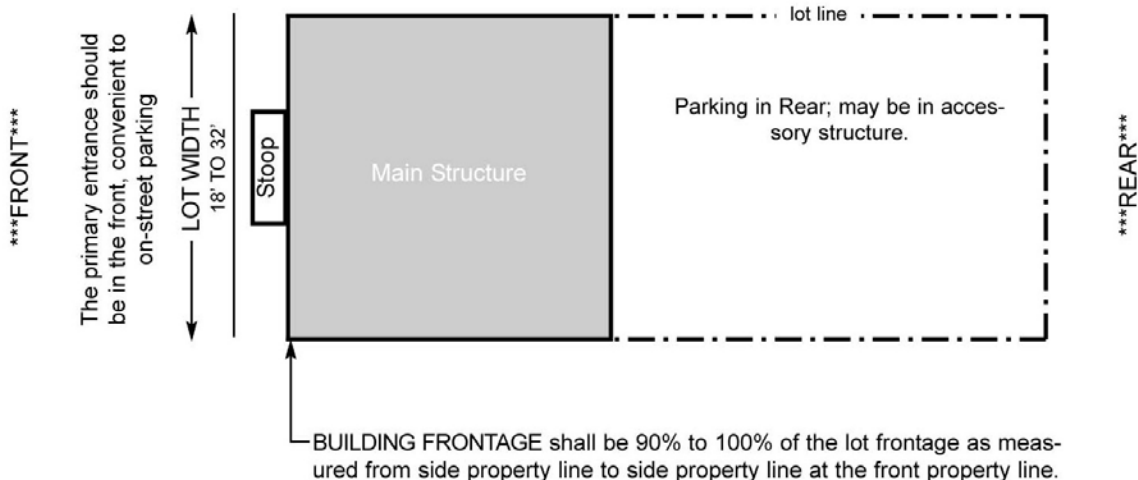 ***FRONT***
The primary entrance should
be in the front, convenient to
on-street parking
LOT WIDTH
18' TO 32'
Stoop
Main Structure
lot line
Parking in Rear; may be in acces-
sory structure.
***REAR***
BUILDING FRONTAGE shall be 90% to 100% of the lot frontage as meas-
ured from side property line to side property line at the front property line.